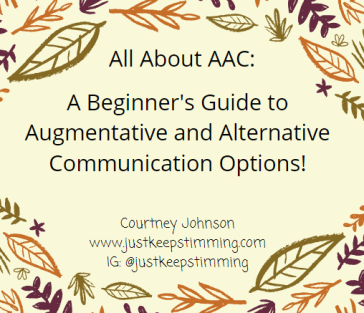 All About AAC:
A Beginner's Guide to
Augmentative and Alternative
Communication Options!
Courtney Johnson
www.justkeepstimming.com
IG: @justkeepstimming